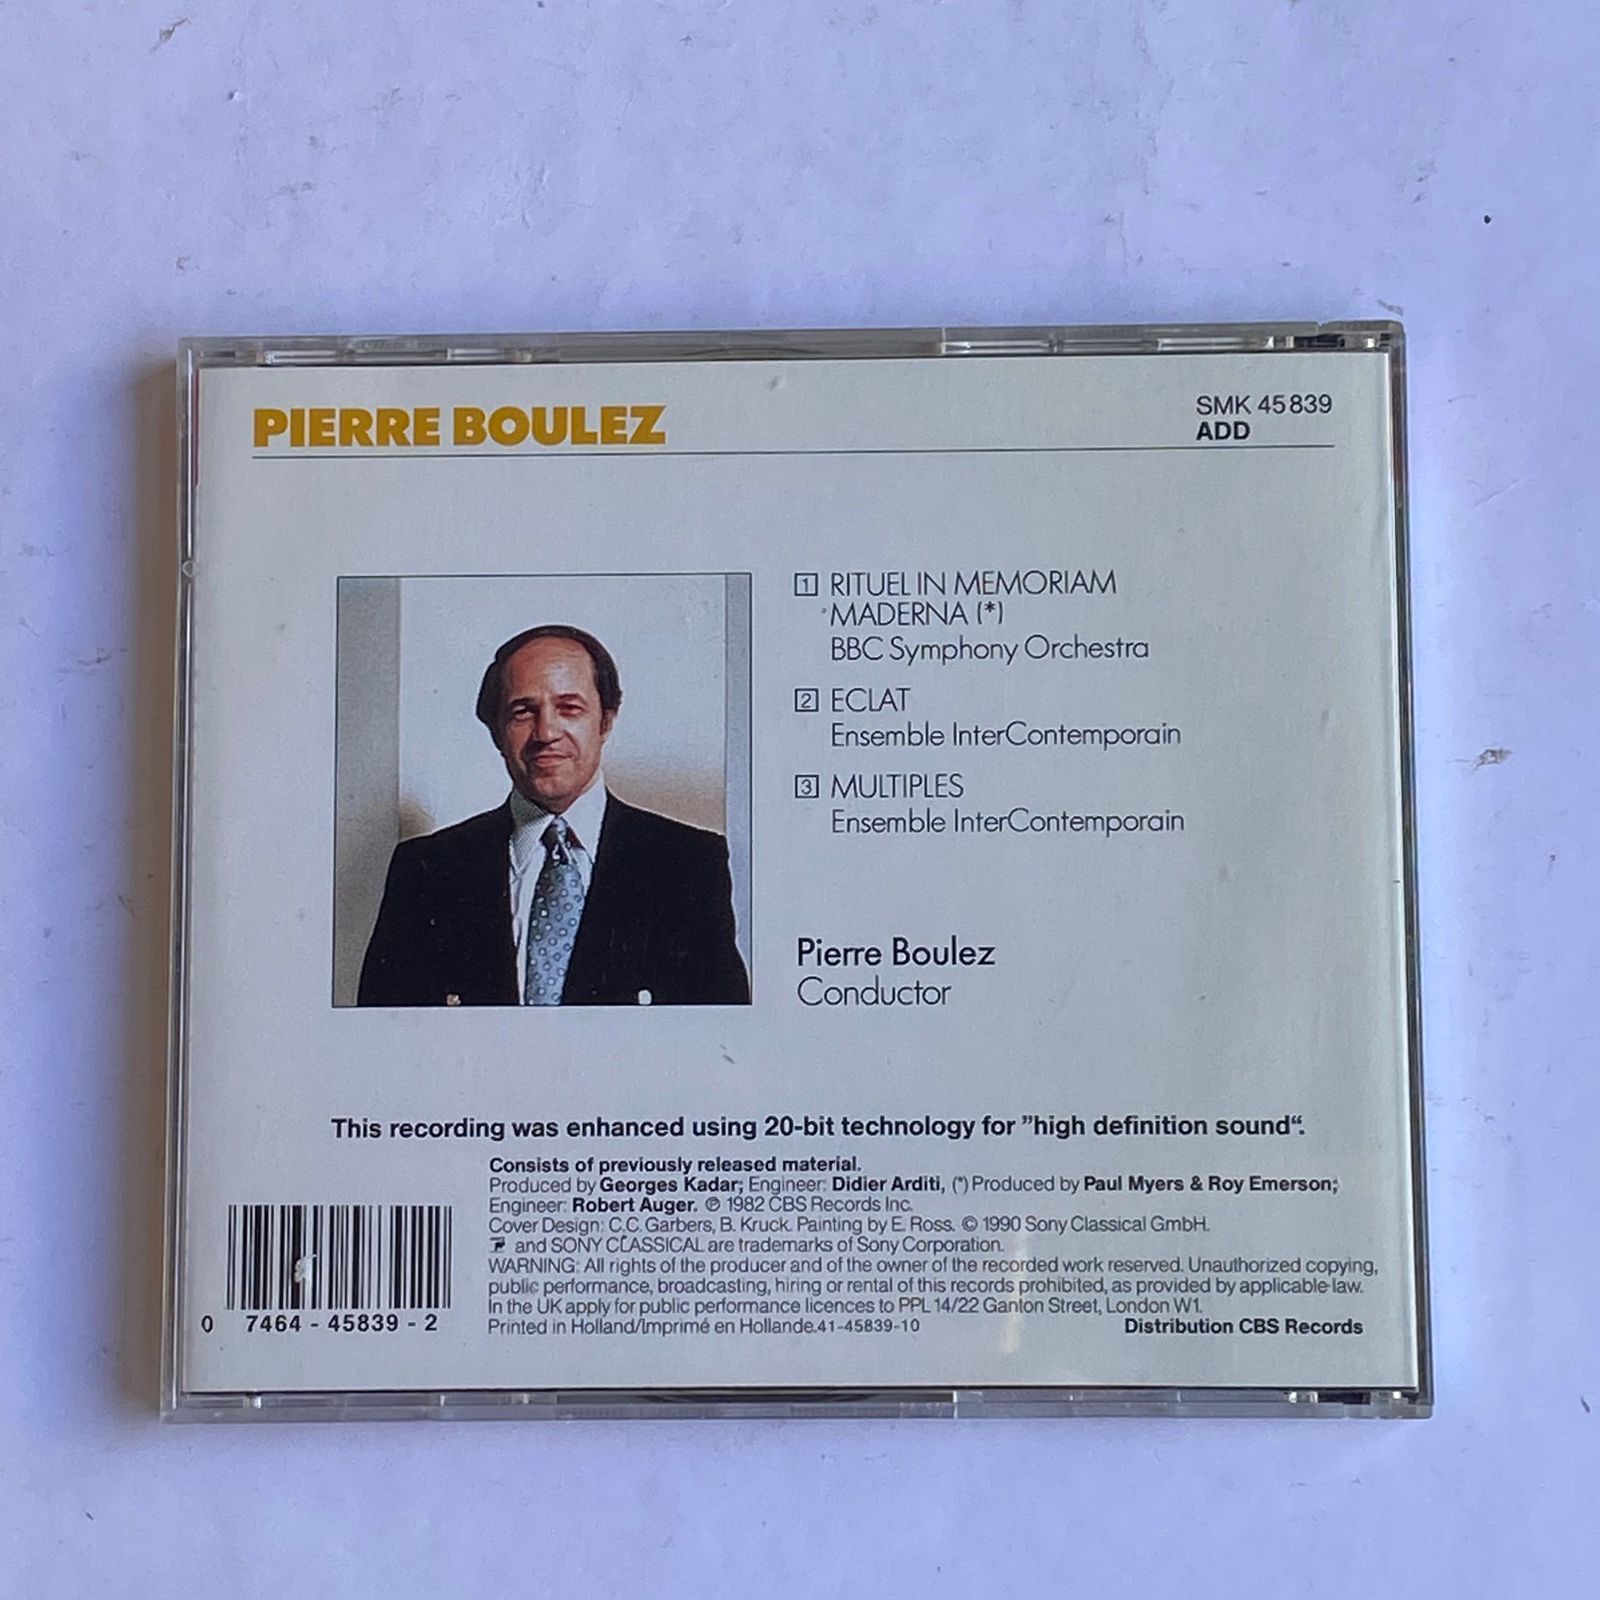 PIERRE BOULEZ
SMK 45839
ADD
1 RITUEL IN MEMORIAM
MADERNA (*)
BBC Symphony Orchestra
2 ECLAT
Ensemble InterContemporain
3 MULTIPLES
Ensemble InterContemporain
Pierre Boulez
Conductor
This recording was enhanced using 20-bit technology for ”high definition sound“.
Consists of previously released material.
Produced by Georges Kadar; Engineer: Didier Arditi, (*) Produced by Paul Myers & Roy Emerson;
Engineer: Robert Auger. ℗ 1982 CBS Records Inc.
Cover Design: C.C. Garbers, B. Kruck. Painting by E. Ross. © 1990 Sony Classical GmbH.
and SONY CLASSICAL are trademarks of Sony Corporation.
WARNING: All rights of the producer and of the owner of the recorded work reserved. Unauthorized copying,
public performance, broadcasting, hiring or rental of this records prohibited, as provided by applicable law.
In the UK apply for public performance licences to PPL 14/22 Ganton Street, London W1.
Printed in Holland/Imprimé en Hollande.41-45839-10
Distribution CBS Records
0 7464-45839-2